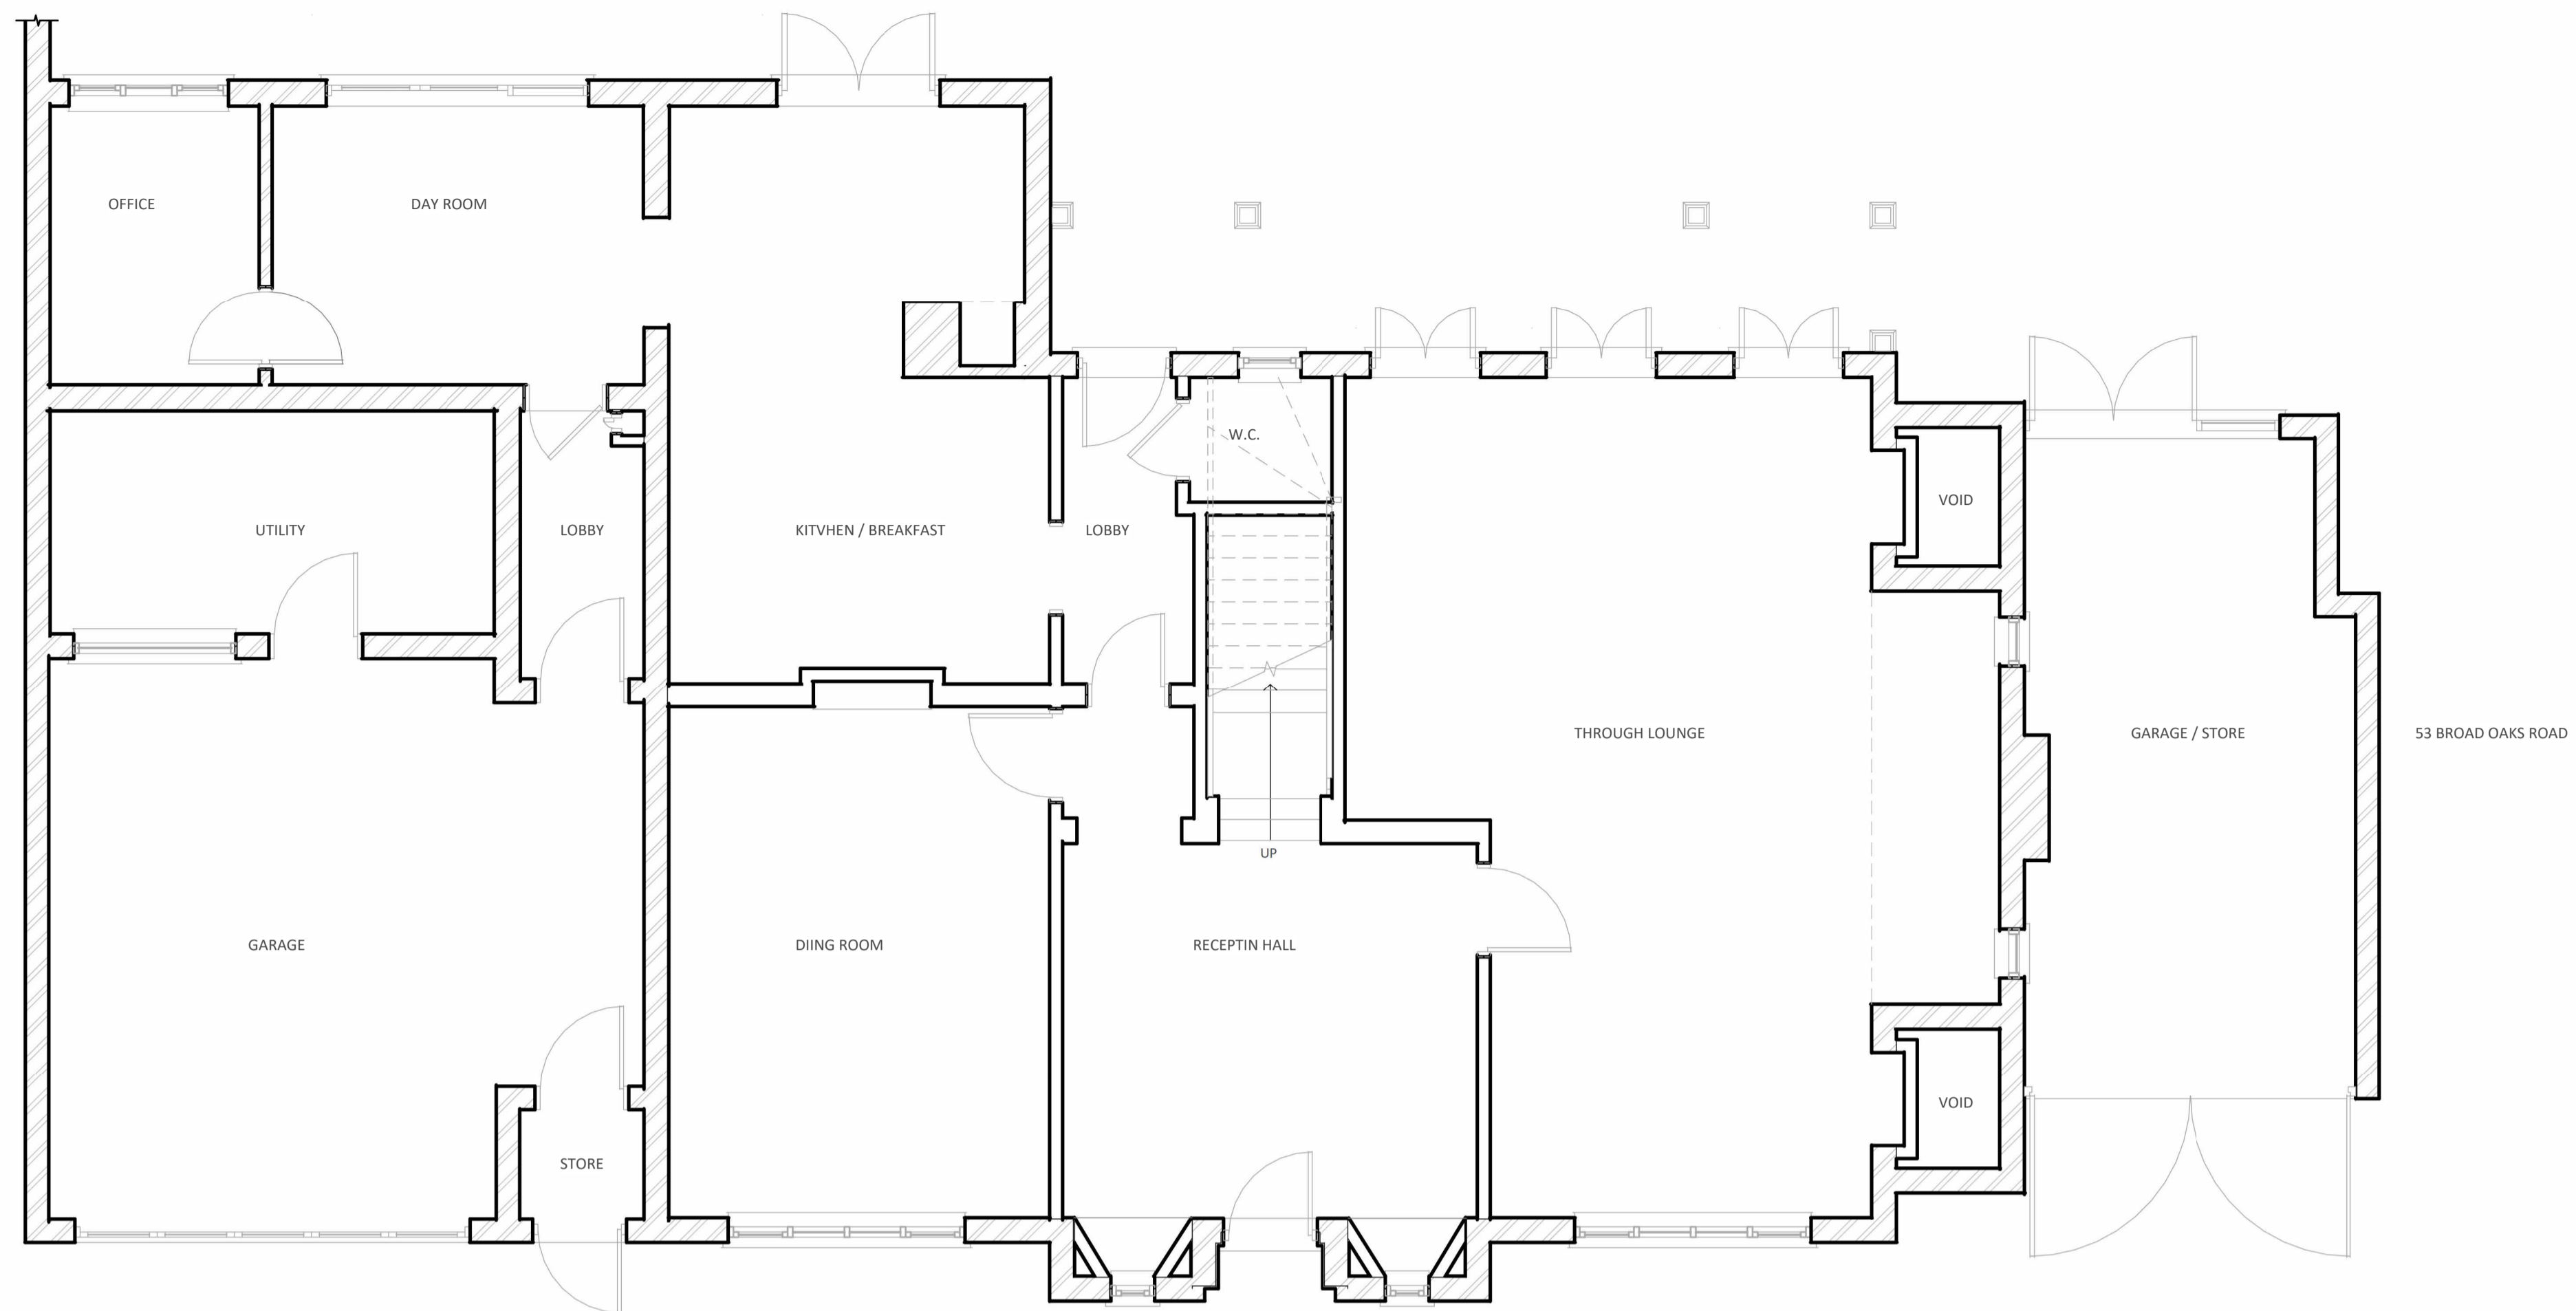 OFFICE
DAY ROOM
W.C.
VOID
UTILITY
LOBBY
KITVHEN / BREAKFAST
LOBBY
THROUGH LOUNGE
GARAGE / STORE
53 BROAD OAKS ROAD
UP
GARAGE
DIING ROOM
RECEPTIN HALL
VOID
STORE